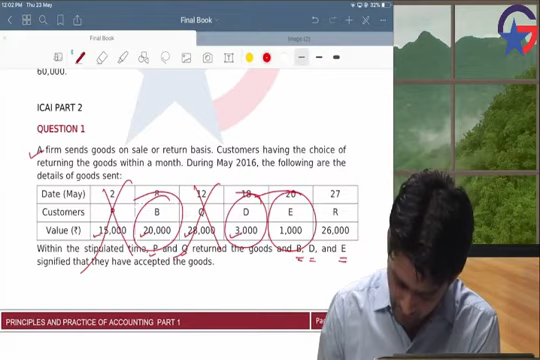 12:02 PM Thu 23 May
Final Book
32%
Final Book
Image (2)
60,000.
ICAI PART 2
QUESTION 1
A firm sends goods on sale or return basis. Customers having the choice of
returning the goods within a month. During May 2016, the following are the
details of goods sent:
Date (May) 2 8 12 18 20 27
Customers B Q D E R
Value (₹) 15,000 20,000 28,000 3,000 1,000 26,000
Within the stipulated time, P and Q returned the goods and B, D, and E
signified that they have accepted the goods.
PRINCIPLES AND PRACTICE OF ACCOUNTING PART 1